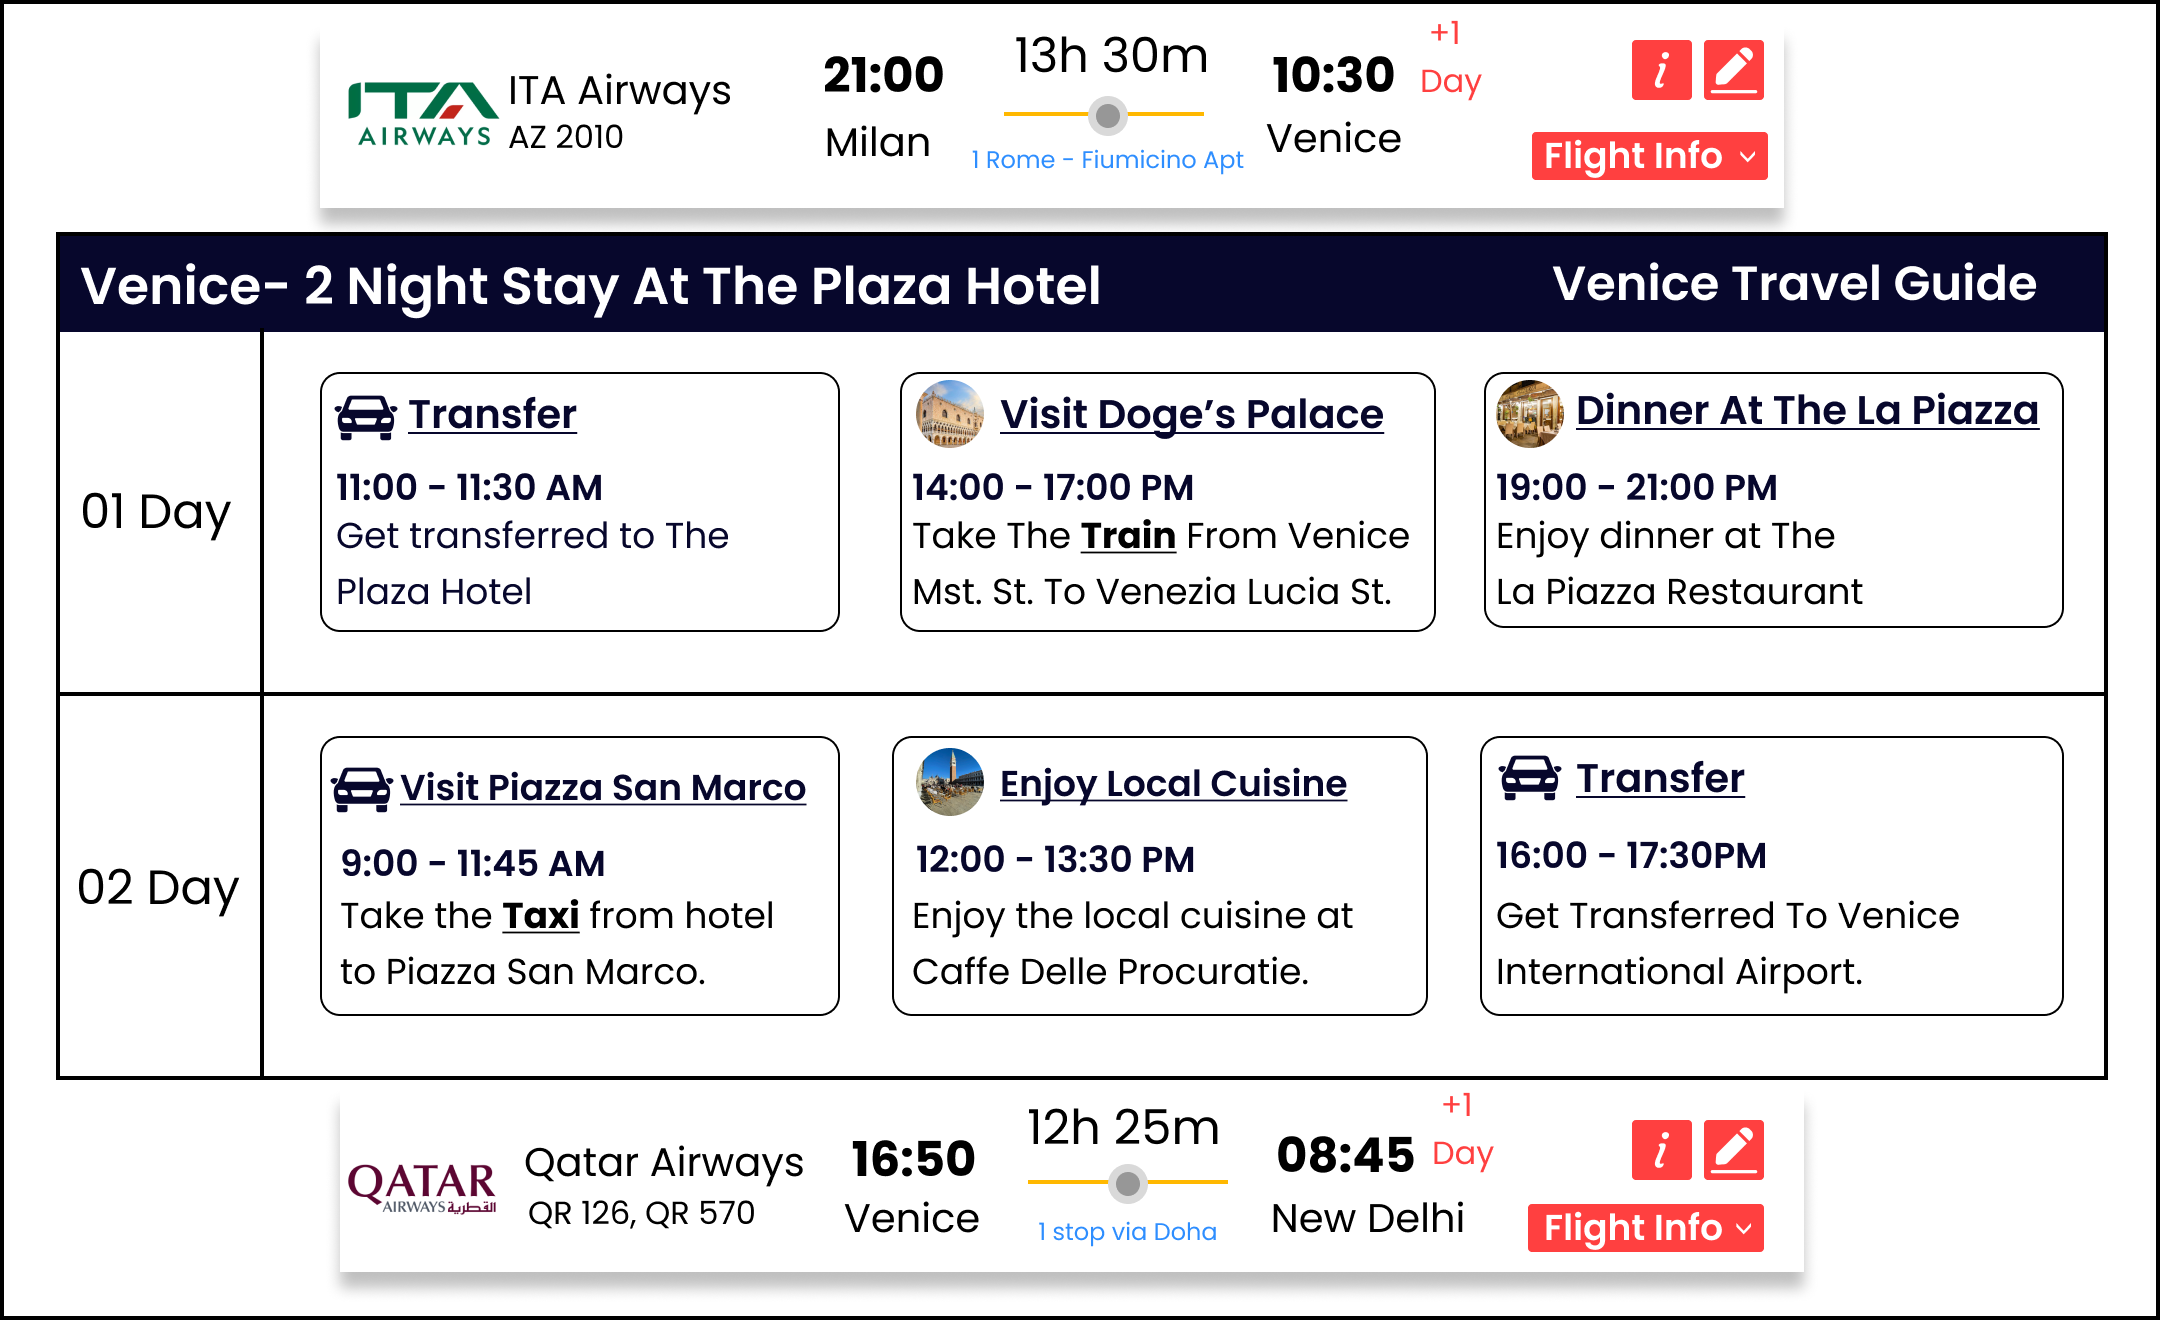 ITA
AIRWAYS
ITA Airways
AZ 2010
21:00
Milan
13h 30m
1 Rome - Fiumicino Apt
10:30
Venice
+1
Day
i
Flight Info
Venice- 2 Night Stay At The Plaza Hotel
Venice Travel Guide
01 Day
Transfer
11:00 - 11:30 AM
Get transferred to The
Plaza Hotel
Visit Doge’s Palace
14:00 - 17:00 PM
Take The Train From Venice
Mst. St. To Venezia Lucia St.
Dinner At The La Piazza
19:00 - 21:00 PM
Enjoy dinner at The
La Piazza Restaurant
02 Day
Visit Piazza San Marco
9:00 - 11:45 AM
Take the Taxi from hotel
to Piazza San Marco.
Enjoy Local Cuisine
12:00 - 13:30 PM
Enjoy the local cuisine at
Caffe Delle Procuratie.
Transfer
16:00 - 17:30PM
Get Transferred To Venice
International Airport.
QATAR
AIRWAYS القطرية
Qatar Airways
QR 126, QR 570
16:50
Venice
12h 25m
1 stop via Doha
08:45
New Delhi
+1
Day
i
Flight Info